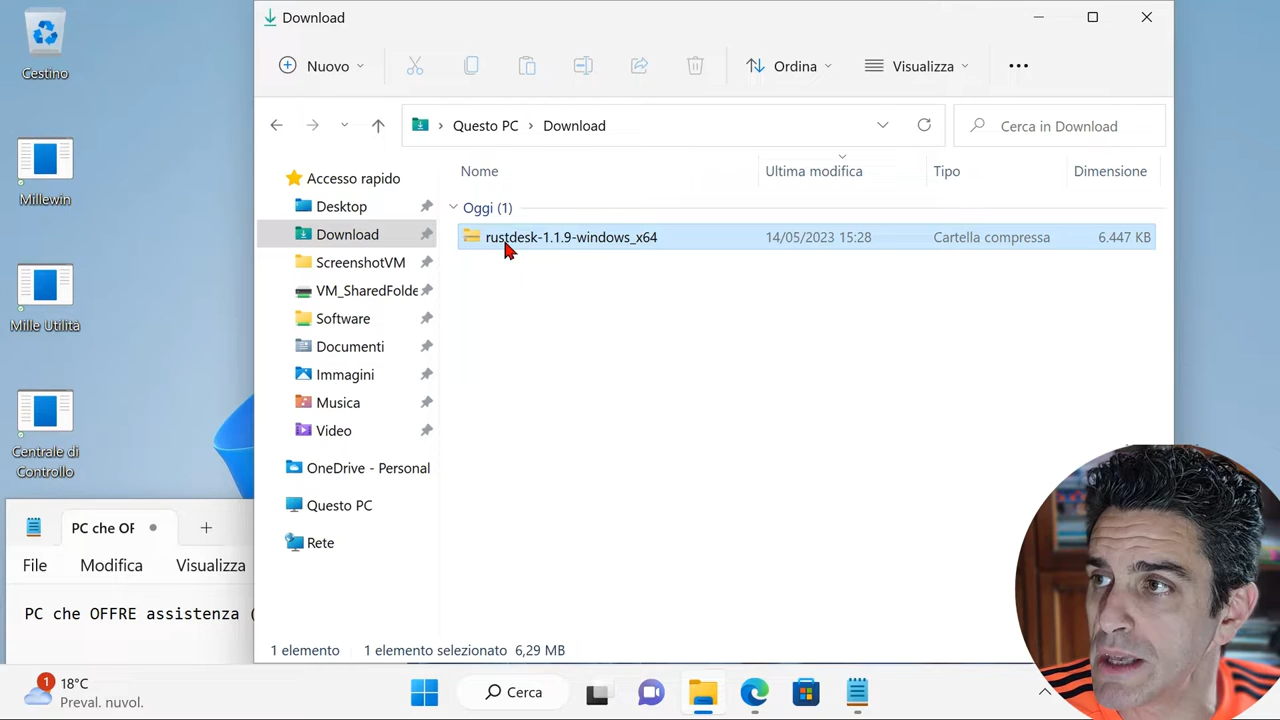 Cestino
Millewin
Mille Utilità
Centrale di
Controllo
Download
Nuovo
Ordina
Visualizza
Questo PC
Download
Cerca in Download
Nome
Ultima modifica
Tipo
Dimensione
Accesso rapido
Desktop
Download
ScreenshotVM
VM_SharedFolde
Software
Documenti
Immagini
Musica
Video
OneDrive - Personal
Questo PC
Rete
Oggi (1)
rustdesk-1.1.9-windows_x64
14/05/2023 15:28
Cartella compressa
6.447 KB
1 elemento
1 elemento selezionato 6,29 MB
PC che OF
File
Modifica
Visualizza
PC che OFFRE assistenza (
1
18°C
Preval. nuvol.
Cerca